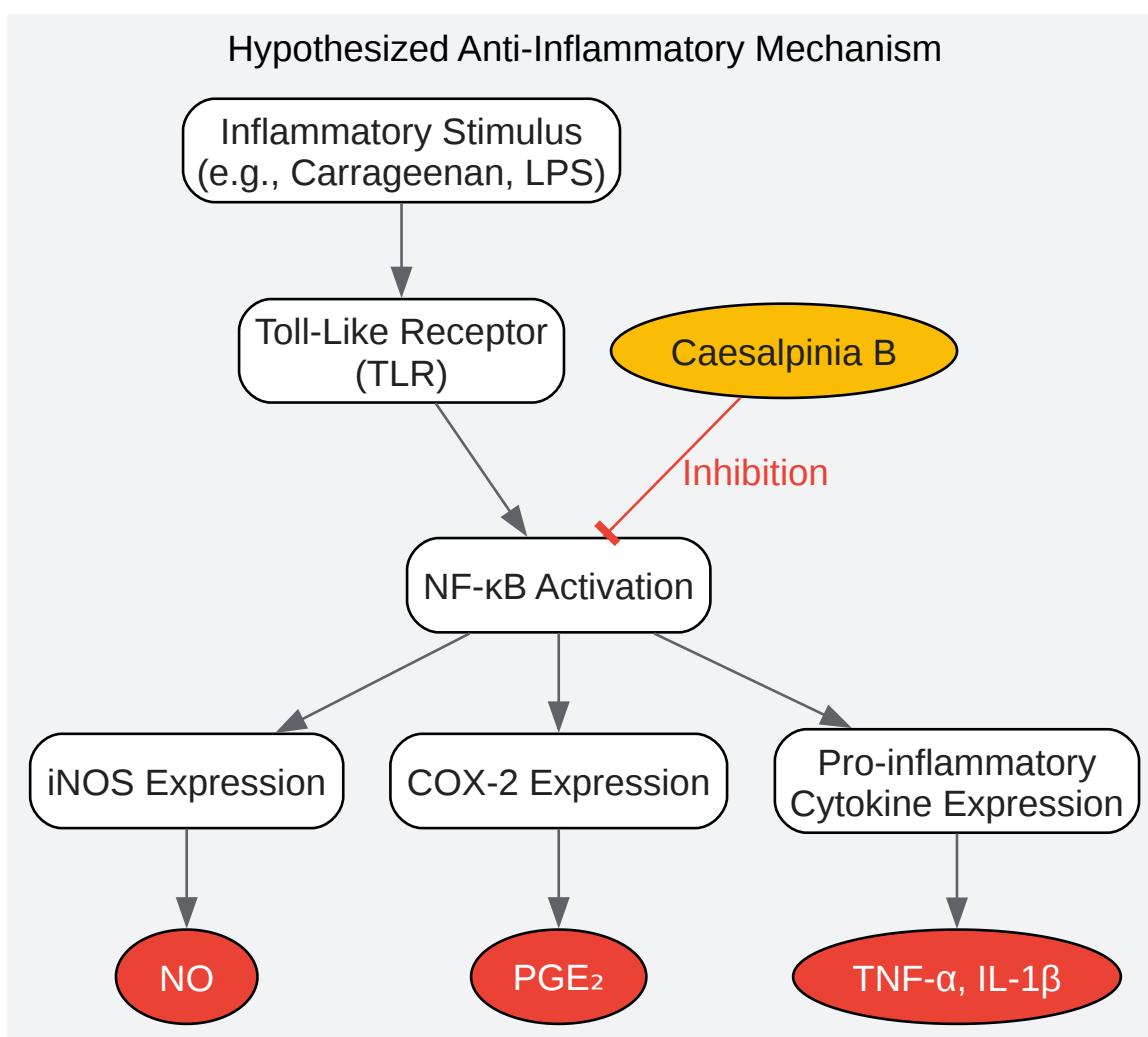 Hypothesized Anti-Inflammatory Mechanism
Inflammatory Stimulus
(e.g., Carrageenan, LPS)
Toll-Like Receptor
(TLR)
Caesalpinia B
Inhibition
NF-κB Activation
iNOS Expression
COX-2 Expression
Pro-inflammatory
Cytokine Expression
NO
PGE₂
TNF-α, IL-1β